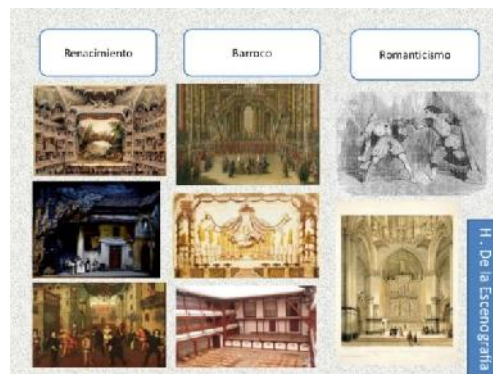 Renacimiento
Barroco
Romanticismo
H . De la Escenografía